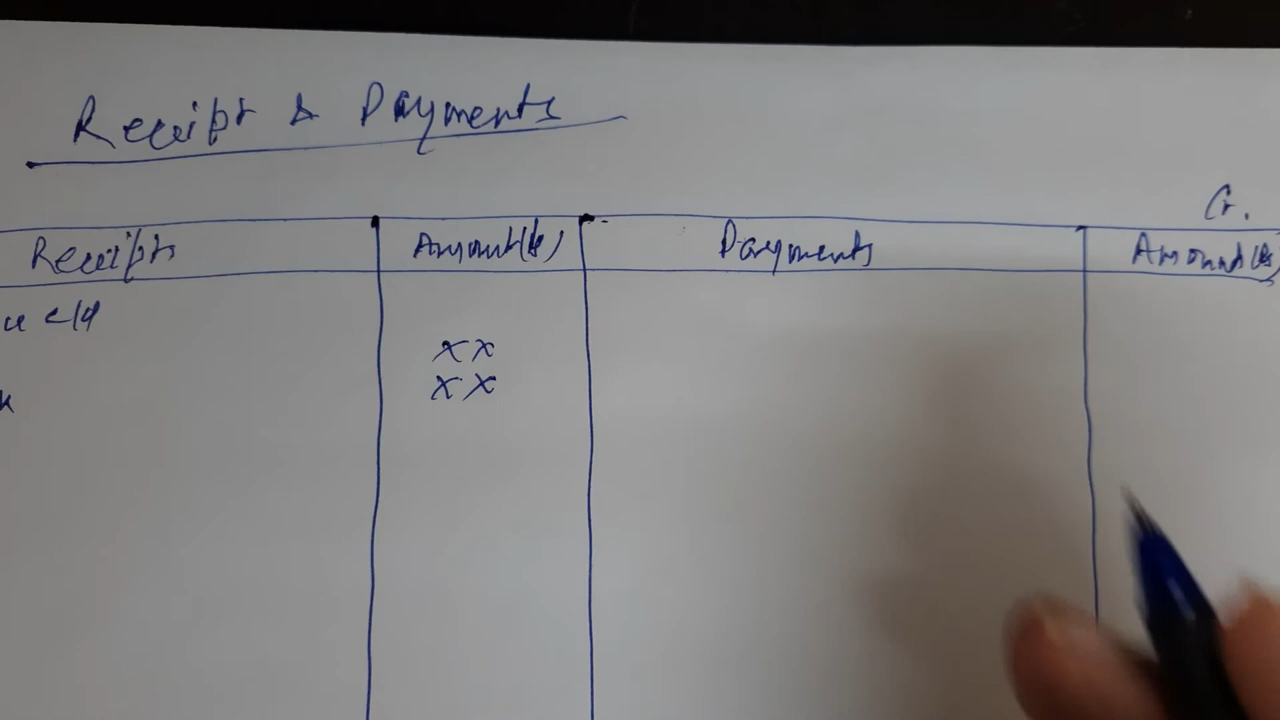 Receipt & Payments
Cr.
Receipts Amount(₹) Payments Amount(₹)
c/d
xx
xx